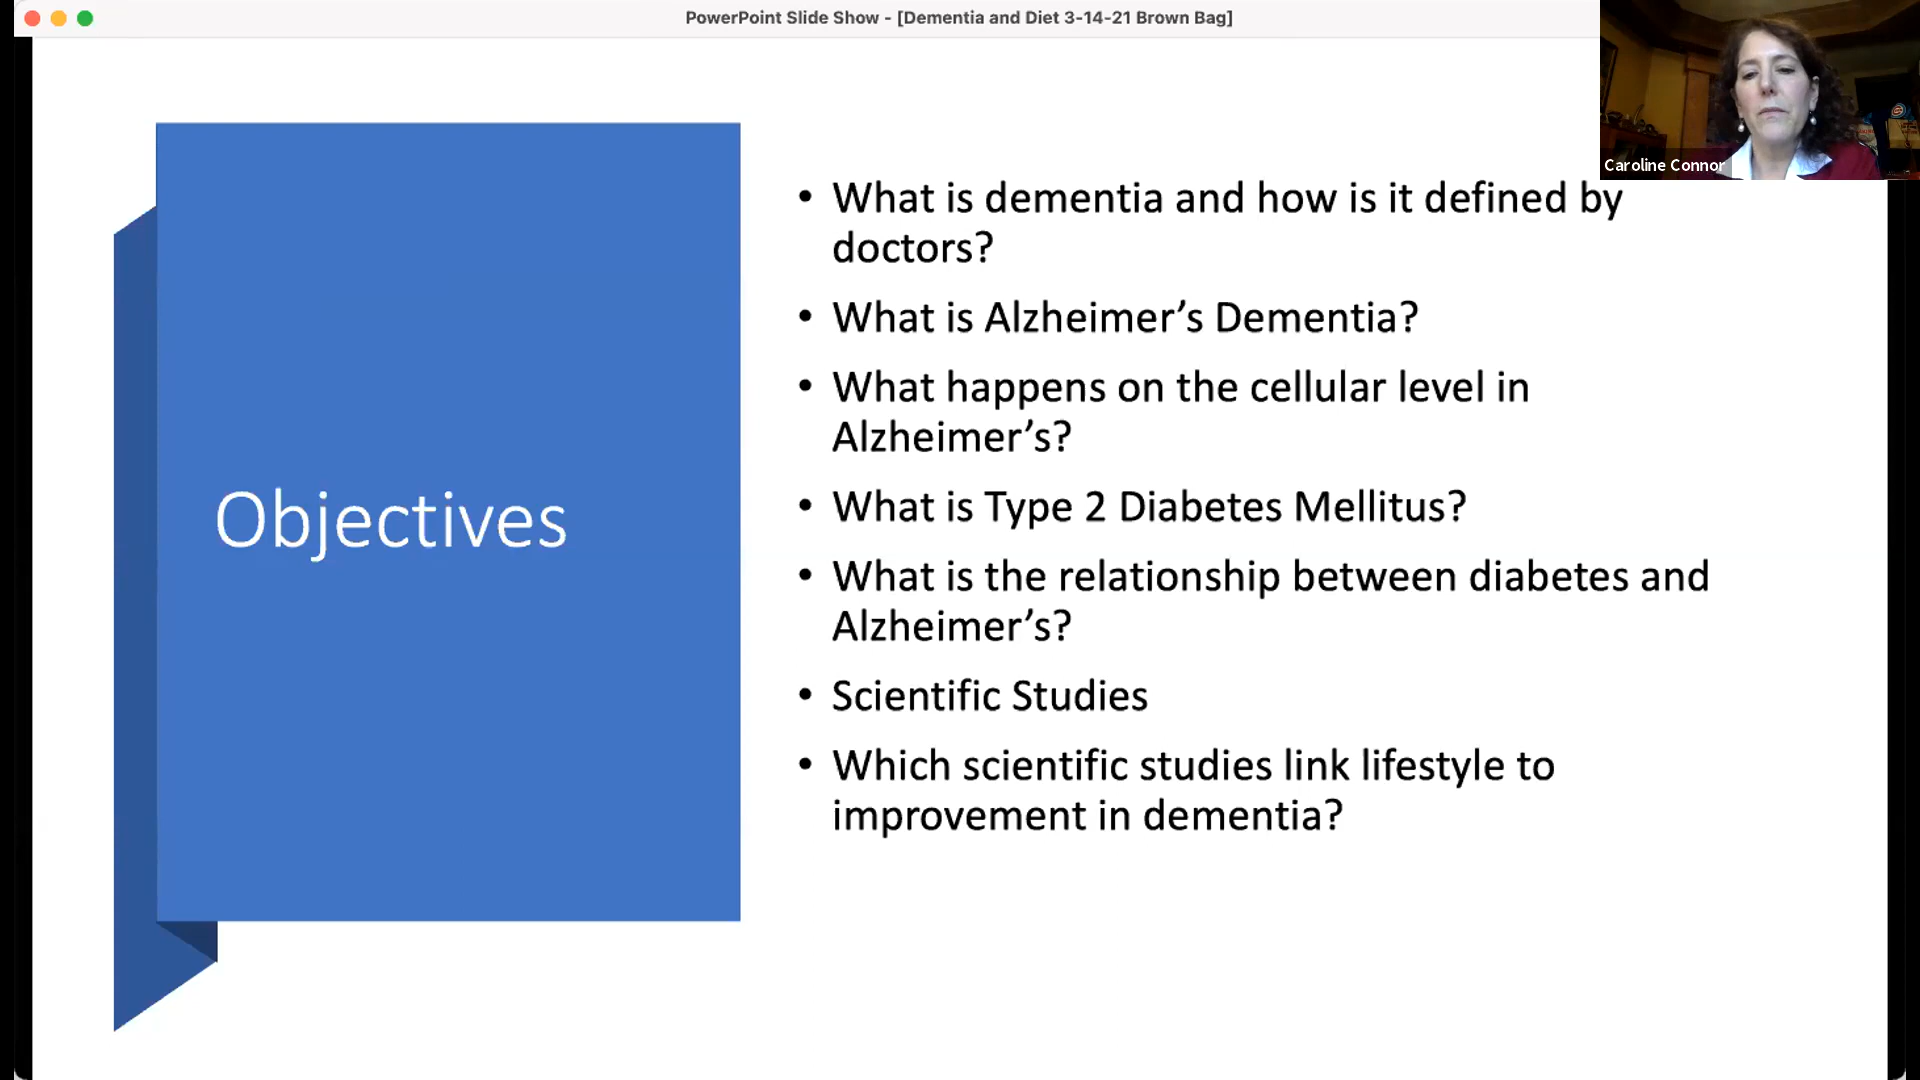 PowerPoint Slide Show - [Dementia and Diet 3-14-21 Brown Bag]
Caroline Connor
Objectives
• What is dementia and how is it defined by
doctors?
• What is Alzheimer’s Dementia?
• What happens on the cellular level in
Alzheimer’s?
• What is Type 2 Diabetes Mellitus?
• What is the relationship between diabetes and
Alzheimer’s?
• Scientific Studies
• Which scientific studies link lifestyle to
improvement in dementia?